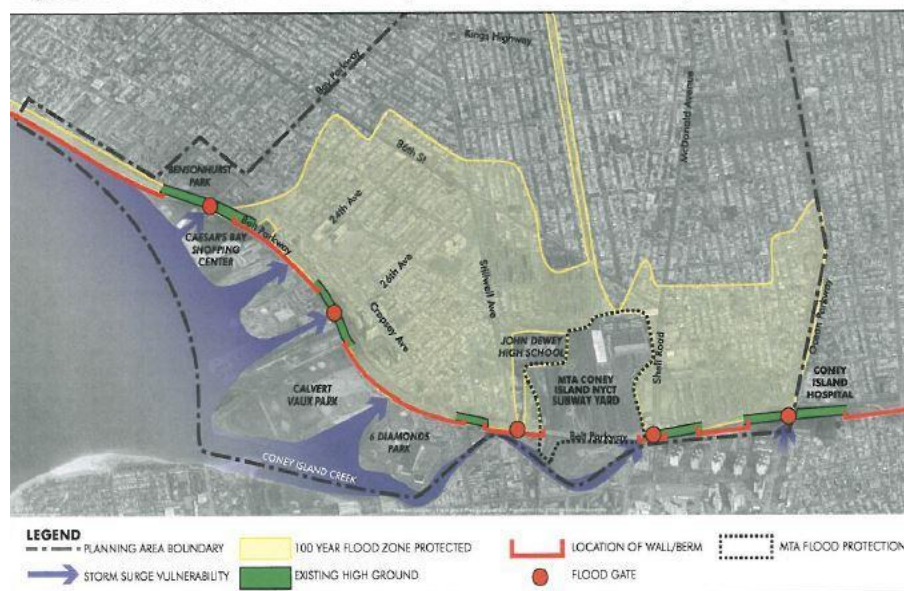 Kings Highway
Bay Parkway
McDonald Avenue
86th St
BENSONHURST
PARK
24th Ave
Belt Parkway
CAESAR'S BAY
SHOPPING
CENTER
26th Ave
Stillwell Ave
Ocean Parkway
Cropsey Ave
JOHN DEWEY
HIGH SCHOOL
Shell Road
CONEY
ISLAND
HOSPITAL
MTA CONEY
ISLAND NYCT
SUBWAY YARD
CALVERT
VAUX PARK
6 DIAMONDS
PARK
Belt Parkway
CONEY ISLAND CREEK
LEGEND
PLANNING AREA BOUNDARY
100 YEAR FLOOD ZONE PROTECTED
LOCATION OF WALL/BERM
MTA FLOOD PROTECTION
STORM SURGE VULNERABILITY
EXISTING HIGH GROUND
FLOOD GATE